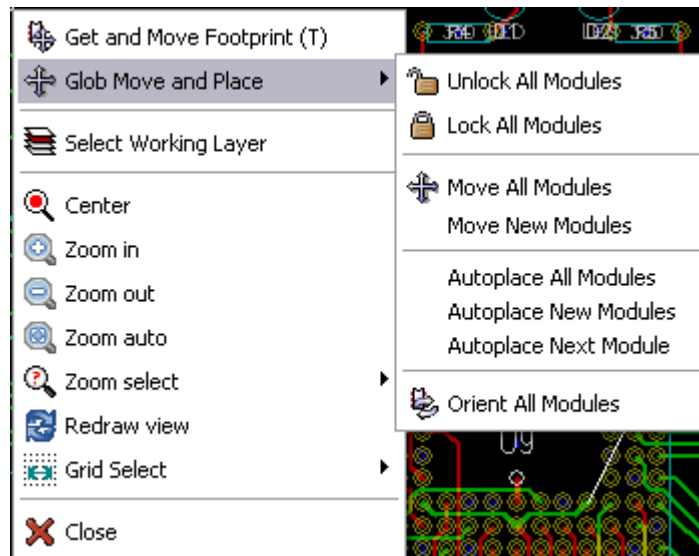 Get and Move Footprint (T)
Glob Move and Place
Select Working Layer
Center
Zoom in
Zoom out
Zoom auto
Zoom select
Redraw view
Grid Select
Close
Unlock All Modules
Lock All Modules
Move All Modules
Move New Modules
Autoplace All Modules
Autoplace New Modules
Autoplace Next Module
Orient All Modules
U9